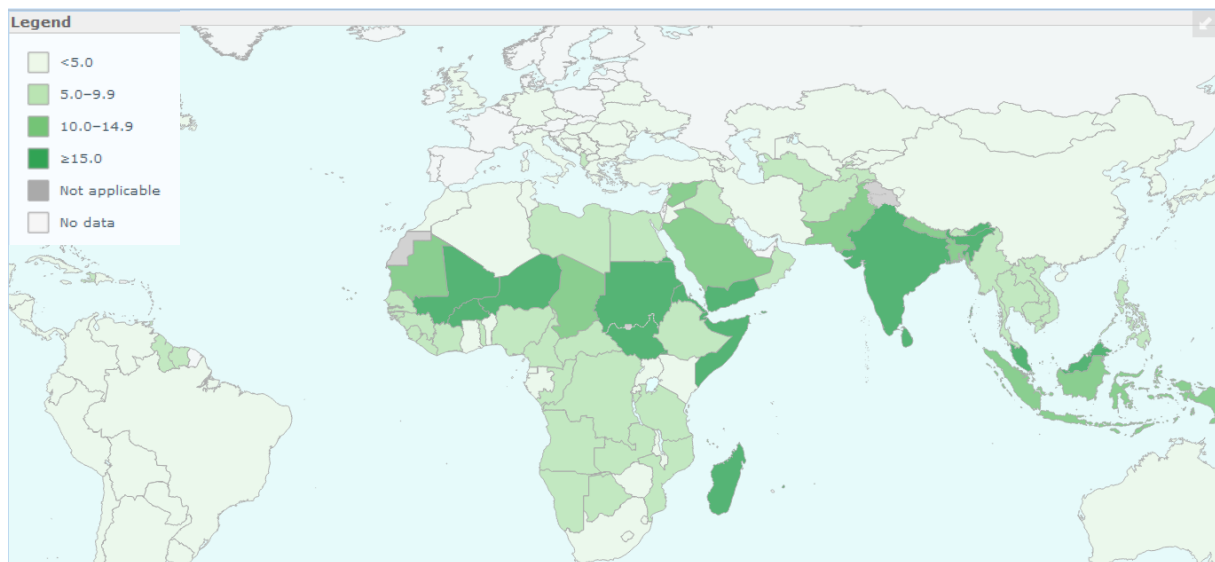 Legend
<5.0
5.0–9.9
10.0–14.9
≥15.0
Not applicable
No data